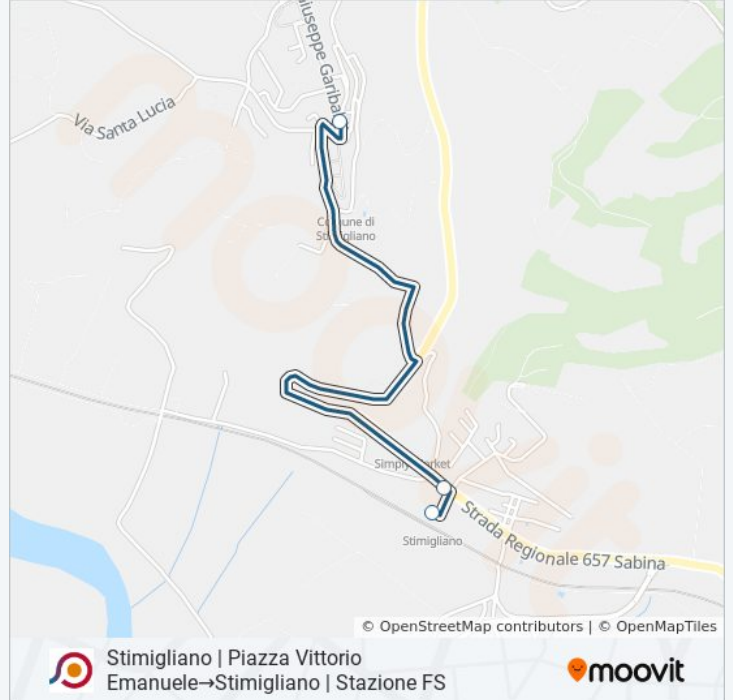 Giuseppe Garibaldi
Via Santa Lucia
Comune di
Stimigliano
Simply Market
Stimigliano
Strada Regionale 657 Sabina
moovit
© OpenStreetMap contributors | © OpenMapTiles
Stimigliano | Piazza Vittorio
Emanuele→Stimigliano | Stazione FS
moovit